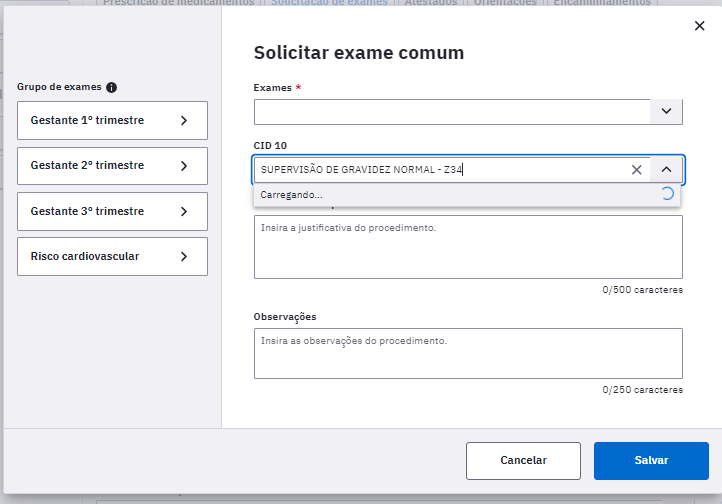 Prescrição de medicamentos
Solicitação de exames
Atestados
Orientações
Encaminhamentos
Solicitar exame comum
Grupo de exames
Gestante 1º trimestre
Gestante 2º trimestre
Gestante 3º trimestre
Risco cardiovascular
Exames *
CID 10
SUPERVISÃO DE GRAVIDEZ NORMAL - Z34
Carregando...
Insira a justificativa do procedimento.
0/500 caracteres
Observações
Insira as observações do procedimento.
0/250 caracteres
Cancelar
Salvar